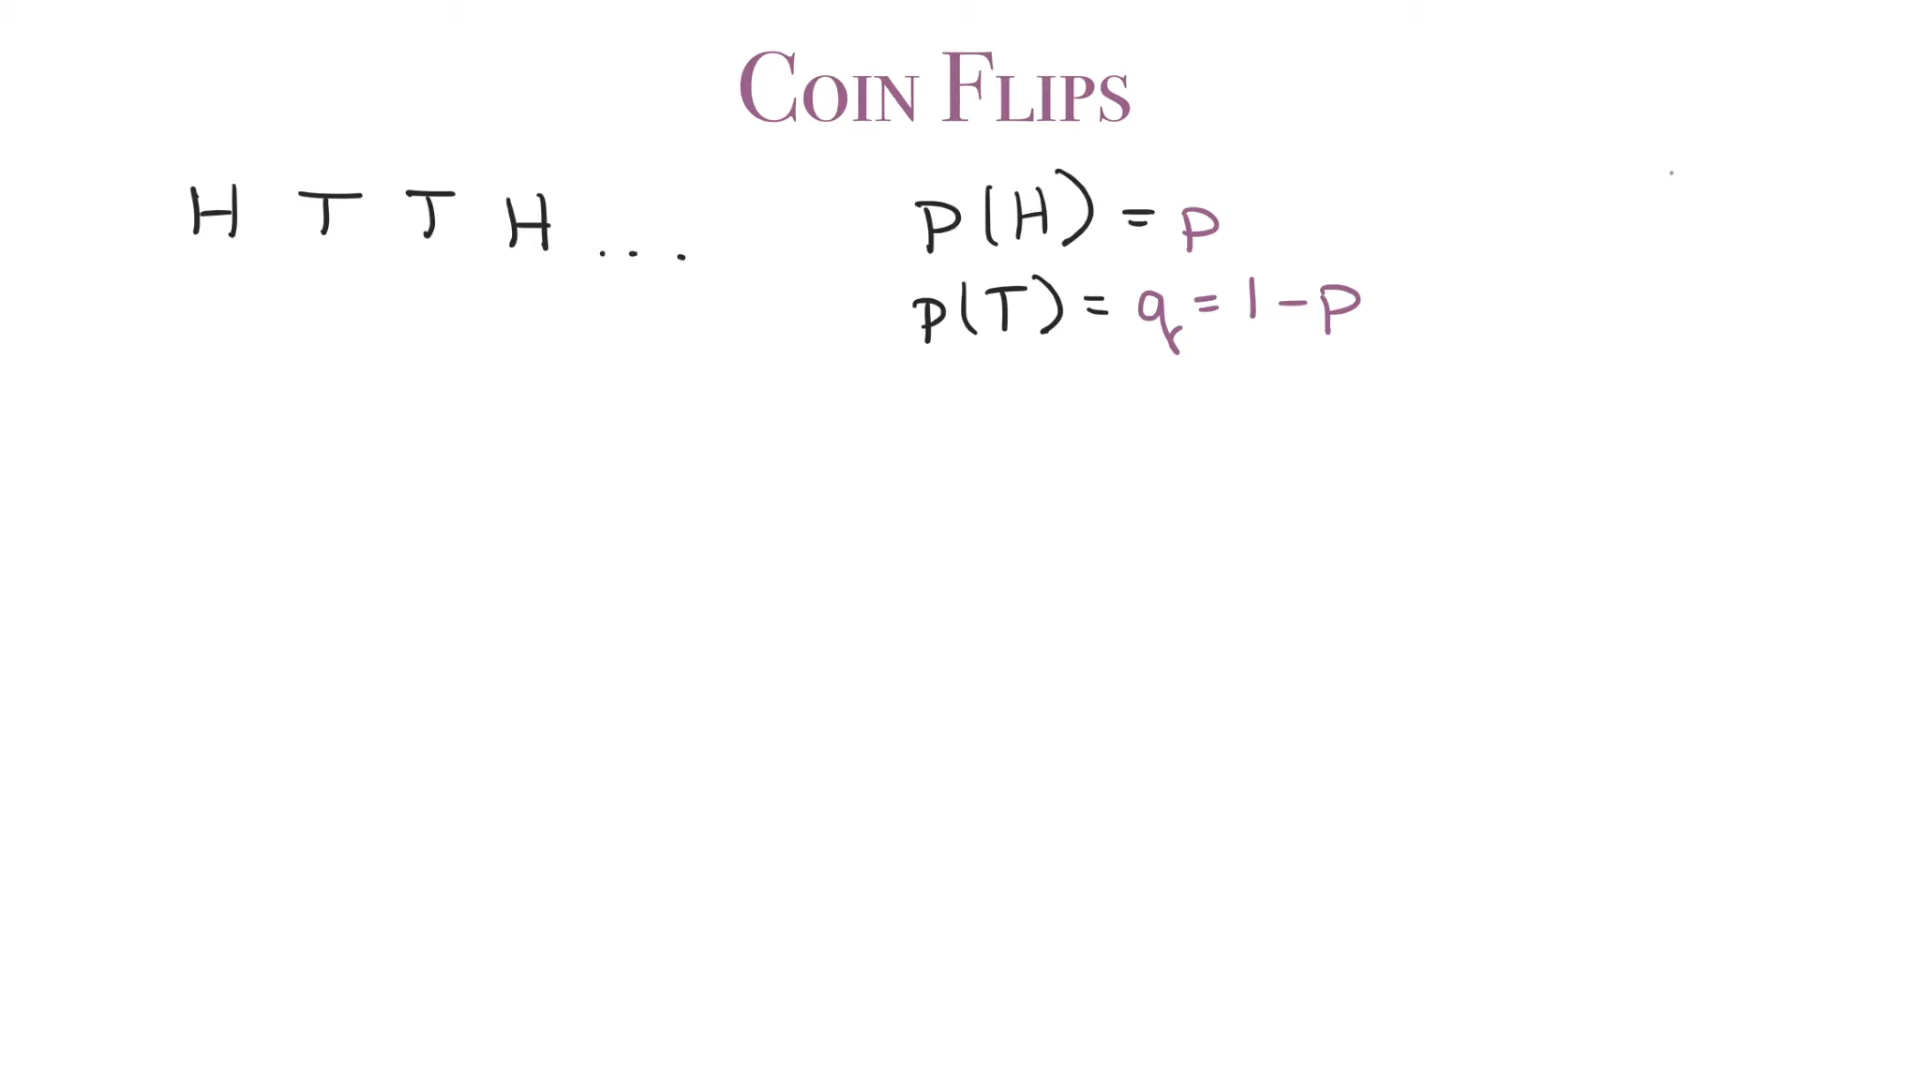 COIN FLIPS
H T T H ...
p(H) = p
p(T) = q = 1 - p